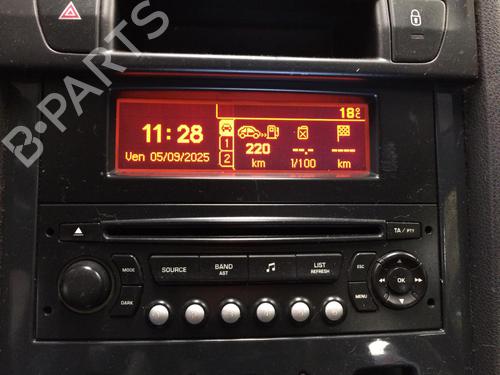 B-PARTS
18°C
11:28
Ven 05/09/2025
1
2
220
km
--.-
1/100
----
km
TA / PTY
MODE
DARK
SOURCE
BAND
AST
LIST
REFRESH
ESC
MENU
OK